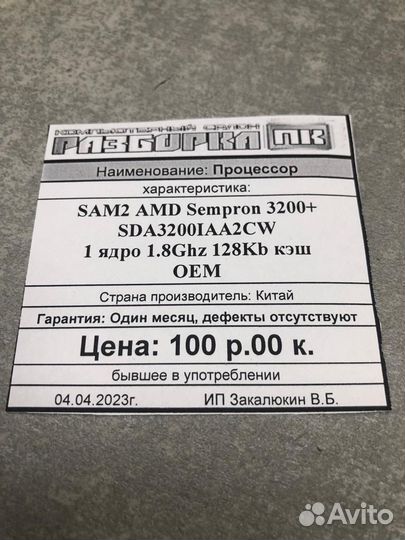 КОМПЬЮТЕРНЫЙ САЛОН
РАЗБОРКА ПК
Наименование: Процессор
характеристика:
SAM2 AMD Sempron 3200+
SDA3200IAA2CW
1 ядро 1.8Ghz 128Kb кэш
OEM
Страна производитель: Китай
Гарантия: Один месяц, дефекты отсутствуют
Цена: 100 р.00 к.
бывшее в употреблении
04.04.2023г. ИП Закалюкин В.Б.
Avito